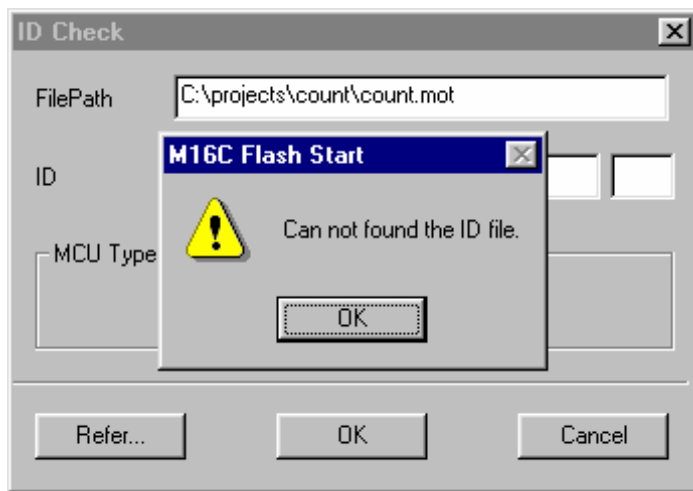 ID Check
FilePath
C:\projects\count\count.mot
M16C Flash Start
ID
Can not found the ID file.
MCU Type
OK
Refer...
OK
Cancel